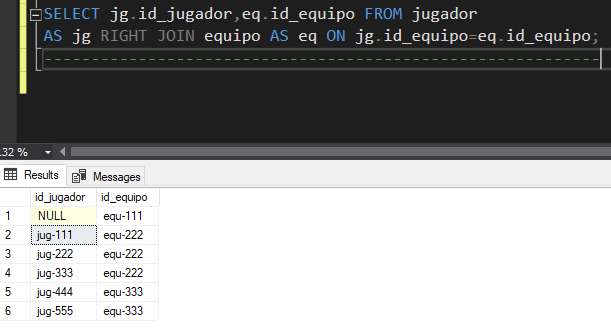 SELECT jg.id_jugador,eq.id_equipo FROM jugador
AS jg RIGHT JOIN equipo AS eq ON jg.id_equipo=eq.id_equipo;
------------------------------------------------------------
132 %
Results Messages
id_jugador id_equipo
1 NULL equ-111
2 jug-111 equ-222
3 jug-222 equ-222
4 jug-333 equ-222
5 jug-444 equ-333
6 jug-555 equ-333